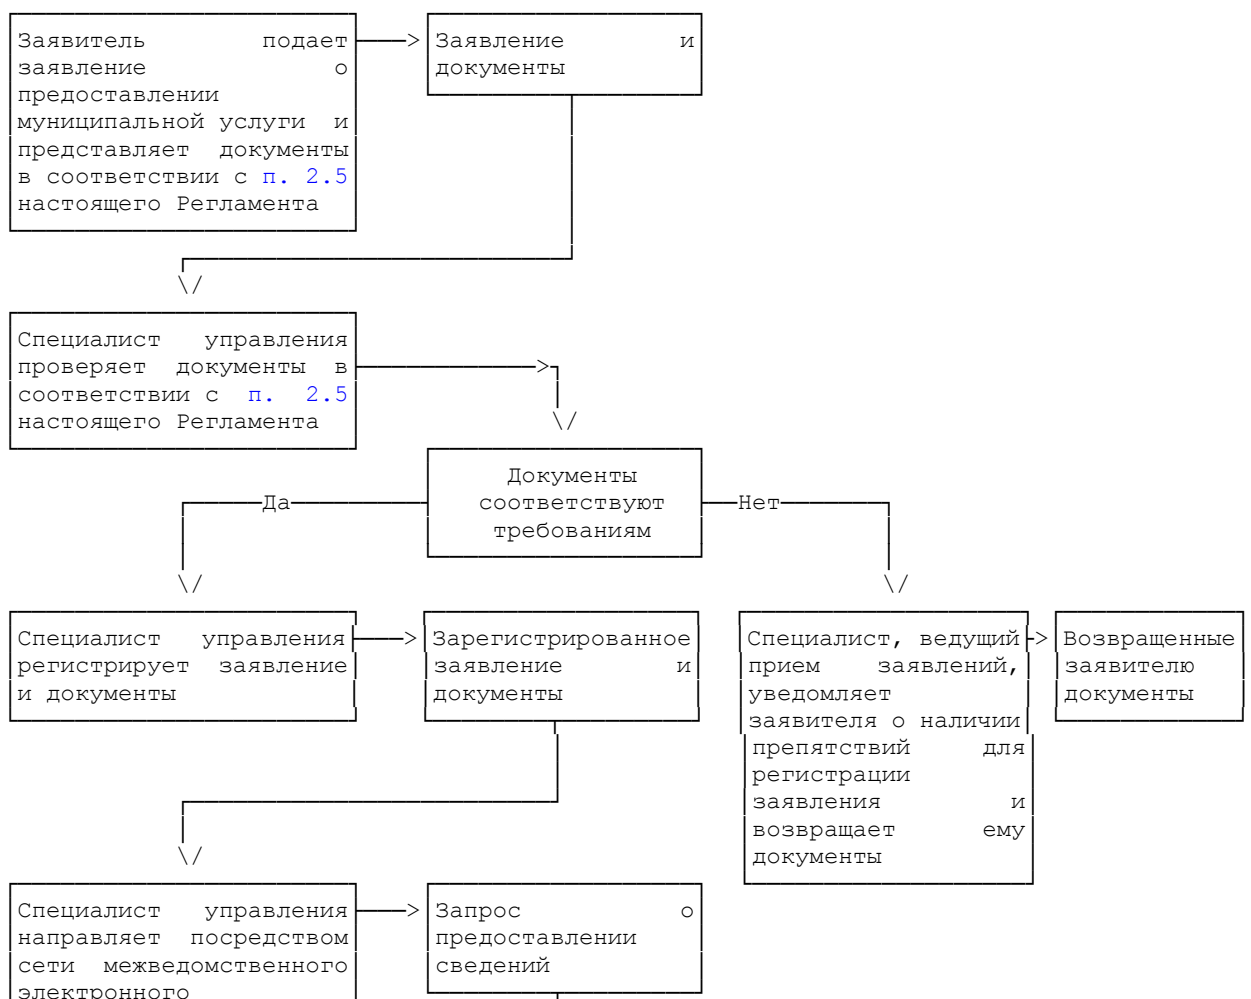 Заявитель подает
заявление о
предоставлении
муниципальной услуги и
представляет документы
в соответствии с п. 2.5
настоящего Регламента
Заявление и
документы
Специалист управления
проверяет документы в
соответствии с п. 2.5
настоящего Регламента
Документы
соответствуют
требованиям
Да
Нет
Специалист управления
регистрирует заявление
и документы
Зарегистрированное
заявление и
документы
Специалист, ведущий
прием заявлений,
уведомляет
заявителя о наличии
препятствий для
регистрации
заявления и
возвращает ему
документы
Возвращенные
заявителю
документы
Специалист управления
направляет посредством
сети межведомственного
электронного
Запрос о
предоставлении
сведений